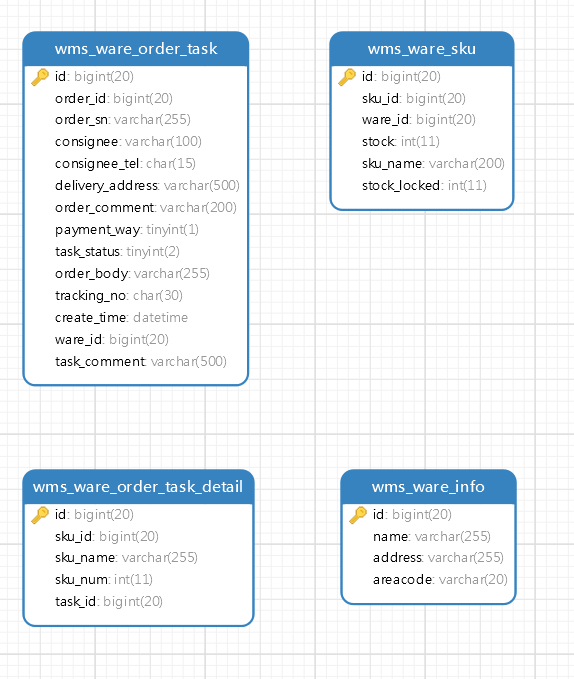 wms_ware_order_task
id: bigint(20)
order_id: bigint(20)
order_sn: varchar(255)
consignee: varchar(100)
consignee_tel: char(15)
delivery_address: varchar(500)
order_comment: varchar(200)
payment_way: tinyint(1)
task_status: tinyint(2)
order_body: varchar(255)
tracking_no: char(30)
create_time: datetime
ware_id: bigint(20)
task_comment: varchar(500)
wms_ware_sku
id: bigint(20)
sku_id: bigint(20)
ware_id: bigint(20)
stock: int(11)
sku_name: varchar(200)
stock_locked: int(11)
wms_ware_order_task_detail
id: bigint(20)
sku_id: bigint(20)
sku_name: varchar(255)
sku_num: int(11)
task_id: bigint(20)
wms_ware_info
id: bigint(20)
name: varchar(255)
address: varchar(255)
areacode: varchar(20)